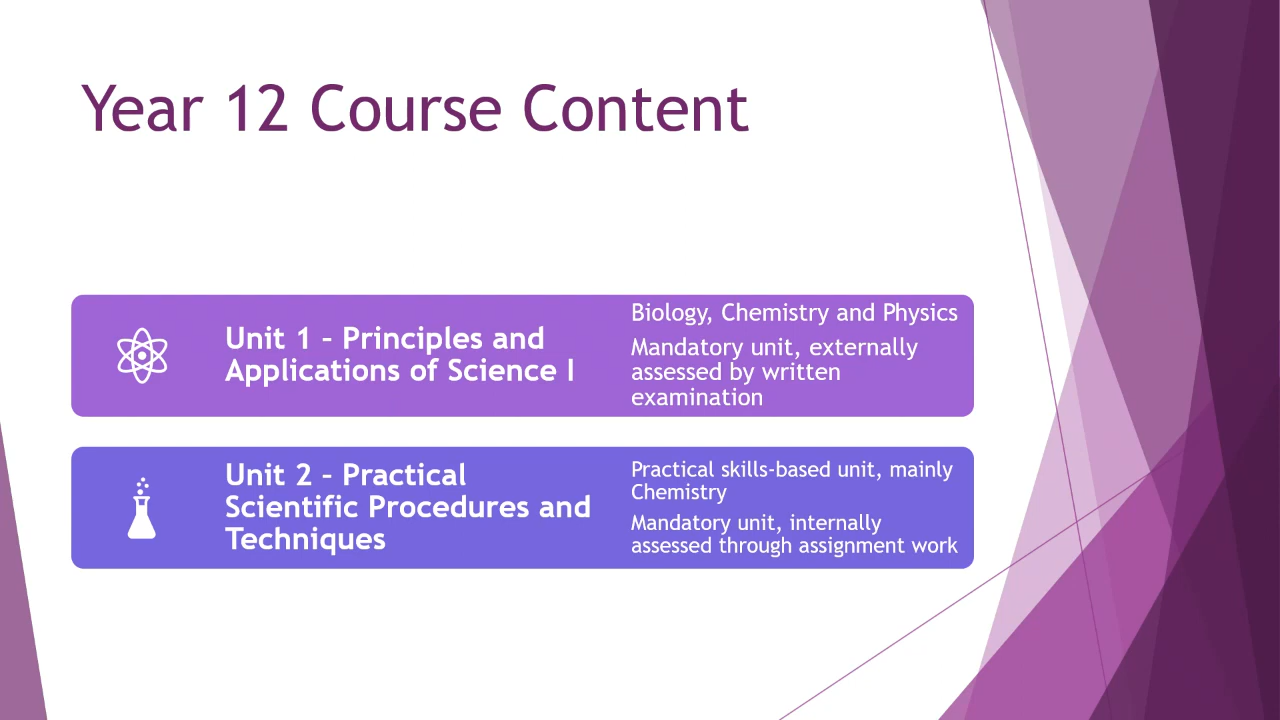 Year 12 Course Content
Unit 1 – Principles and
Applications of Science I
Biology, Chemistry and Physics
Mandatory unit, externally
assessed by written
examination
Unit 2 – Practical
Scientific Procedures and
Techniques
Practical skills-based unit, mainly
Chemistry
Mandatory unit, internally
assessed through assignment work